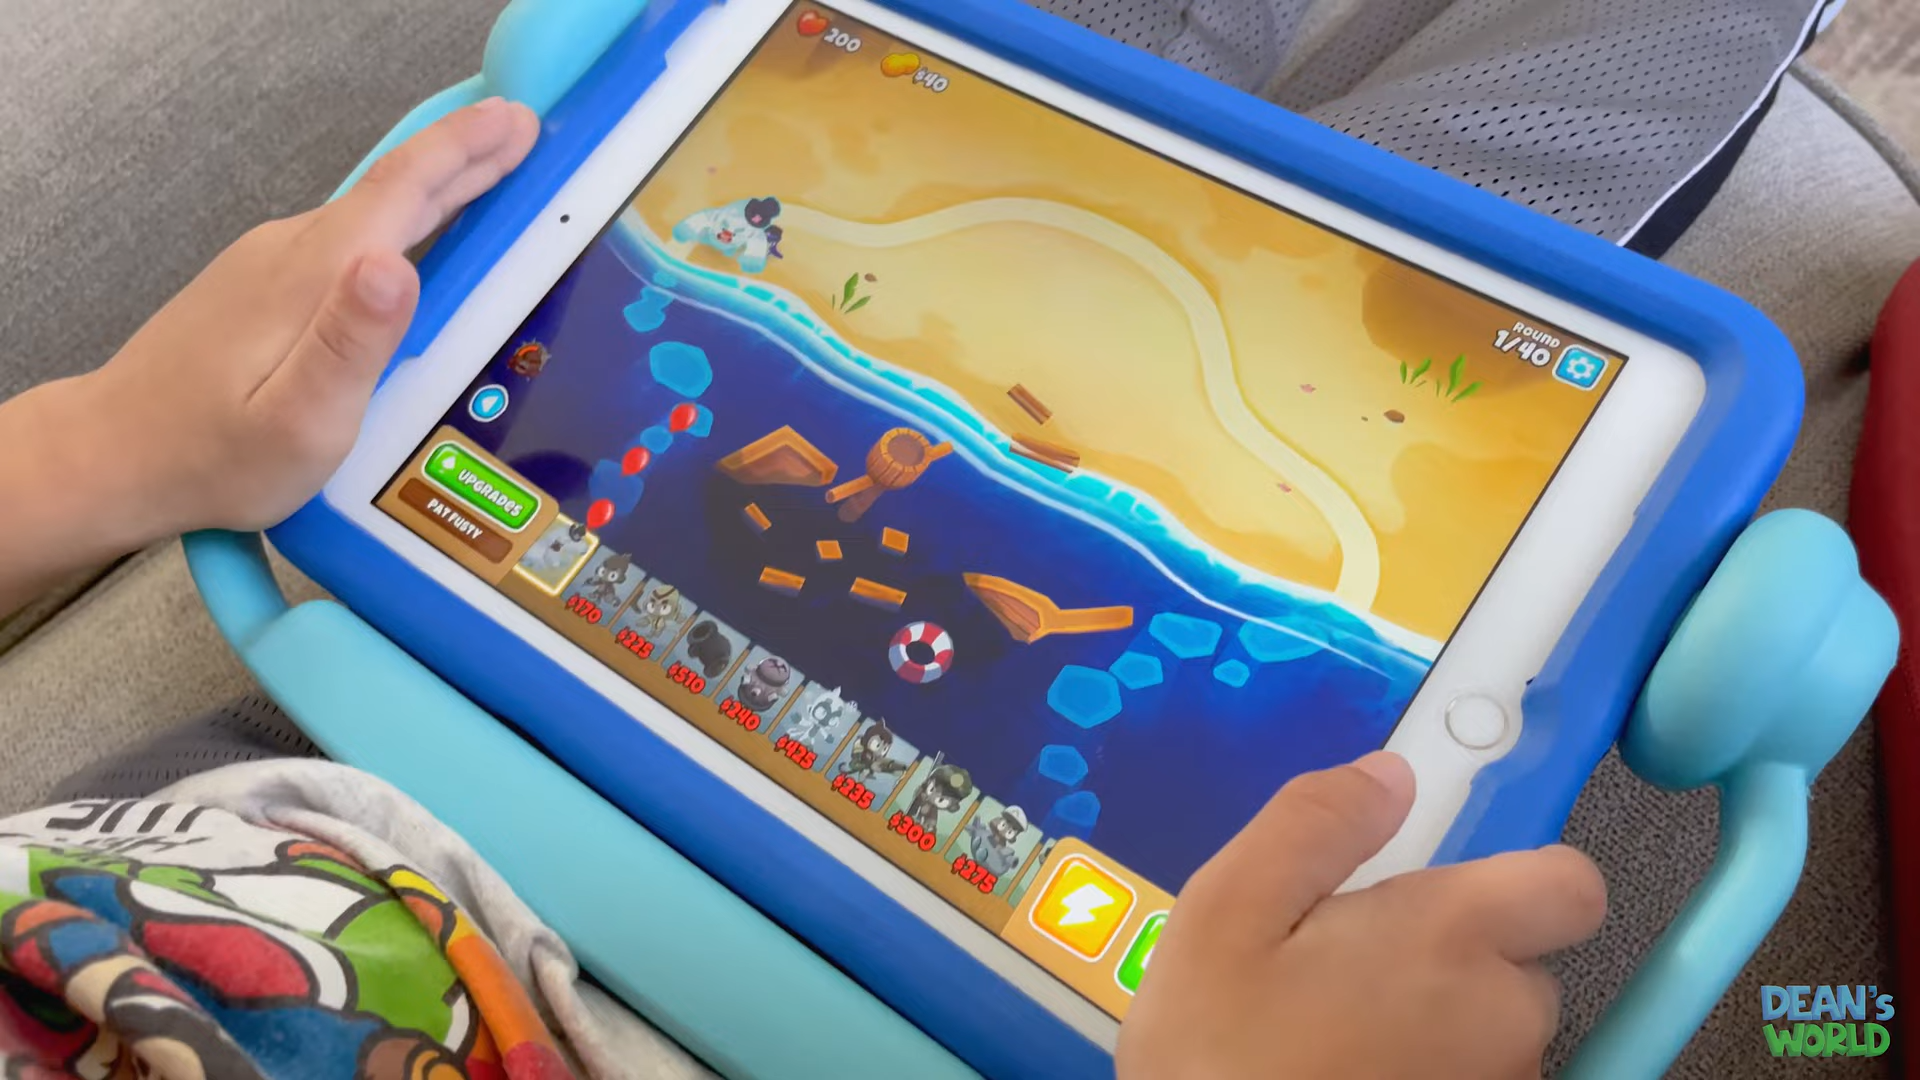 200
$40
ROUND
1/40
UPGRADES
PAT FUSTY
$170
$225
$510
$240
$425
$235
$300
$275
DEAN'S
WORLD